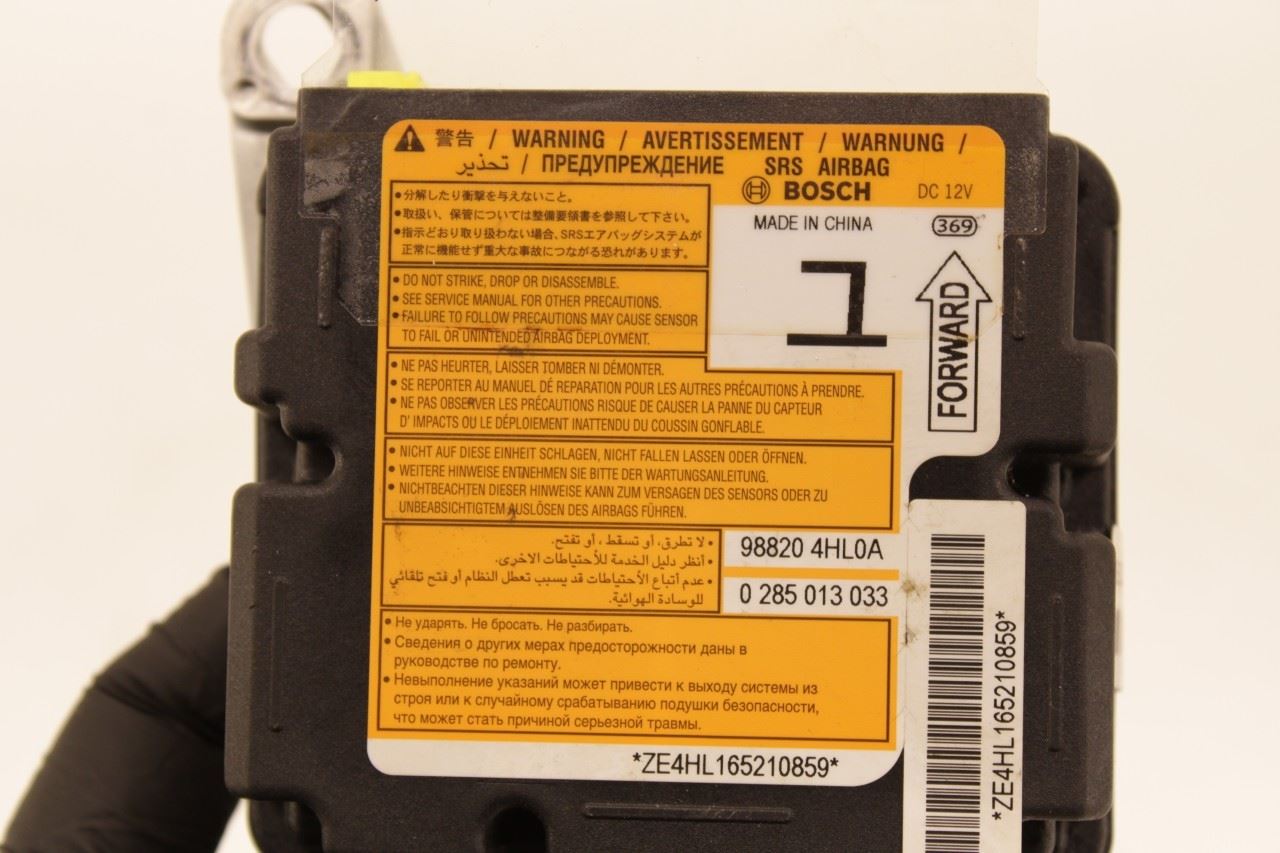 警告 / WARNING / AVERTISSEMENT / WARNUNG /
تحذير / ПРЕДУПРЕЖДЕНИЕ SRS AIRBAG
BOSCH DC 12V
MADE IN CHINA 369
1
FORWARD
•分解したり衝撃を与えないこと。
•取扱い、保管については整備要領書を参照して下さい。
•指示どおり取り扱わない場合、SRSエアバッグシステムが
正常に機能せず重大な事故につながる恐れがあります。
• DO NOT STRIKE, DROP OR DISASSEMBLE.
• SEE SERVICE MANUAL FOR OTHER PRECAUTIONS.
• FAILURE TO FOLLOW PRECAUTIONS MAY CAUSE SENSOR
TO FAIL OR UNINTENDED AIRBAG DEPLOYMENT.
• NE PAS HEURTER, LAISSER TOMBER NI DÉMONTER.
• SE REPORTER AU MANUEL DE REPARATION POUR LES AUTRES PRÉCAUTIONS À PRENDRE.
• NE PAS OBSERVER LES PRÉCAUTIONS RISQUE DE CAUSER LA PANNE DU CAPTEUR
D' IMPACTS OU LE DÉPLOIEMENT INATTENDU DU COUSSIN GONFLABLE.
• NICHT AUF DIESE EINHEIT SCHLAGEN, NICHT FALLEN LASSEN ODER ÖFFNEN.
• WEITERE HINWEISE ENTNEHMEN SIE BITTE DER WARTUNGSANLEITUNG.
• NICHTBEACHTEN DIESER HINWEISE KANN ZUM VERSAGEN DES SENSORS ODER ZU
UNBEABSICHTIGTEM AUSLÖSEN DES AIRBAGS FÜHREN.
• لا تطرق، أو تسقط ، أو تفتح.
• أنظر دليل الخدمة للأحتياطات الاخرى.
• عدم أتباع الأحتياطات قد يسبب تعطل النظام أو فتح تلقائي
للوسادة الهوائية.
98820 4HL0A
0 285 013 033
• Не ударять. Не бросать. Не разбирать.
• Сведения о других мерах предосторожности даны в
руководстве по ремонту.
• Невыполнение указаний может привести к выходу системы из
строя или к случайному срабатыванию подушки безопасности,
что может стать причиной серьезной травмы.
*ZE4HL165210859*
*ZE4HL165210859*